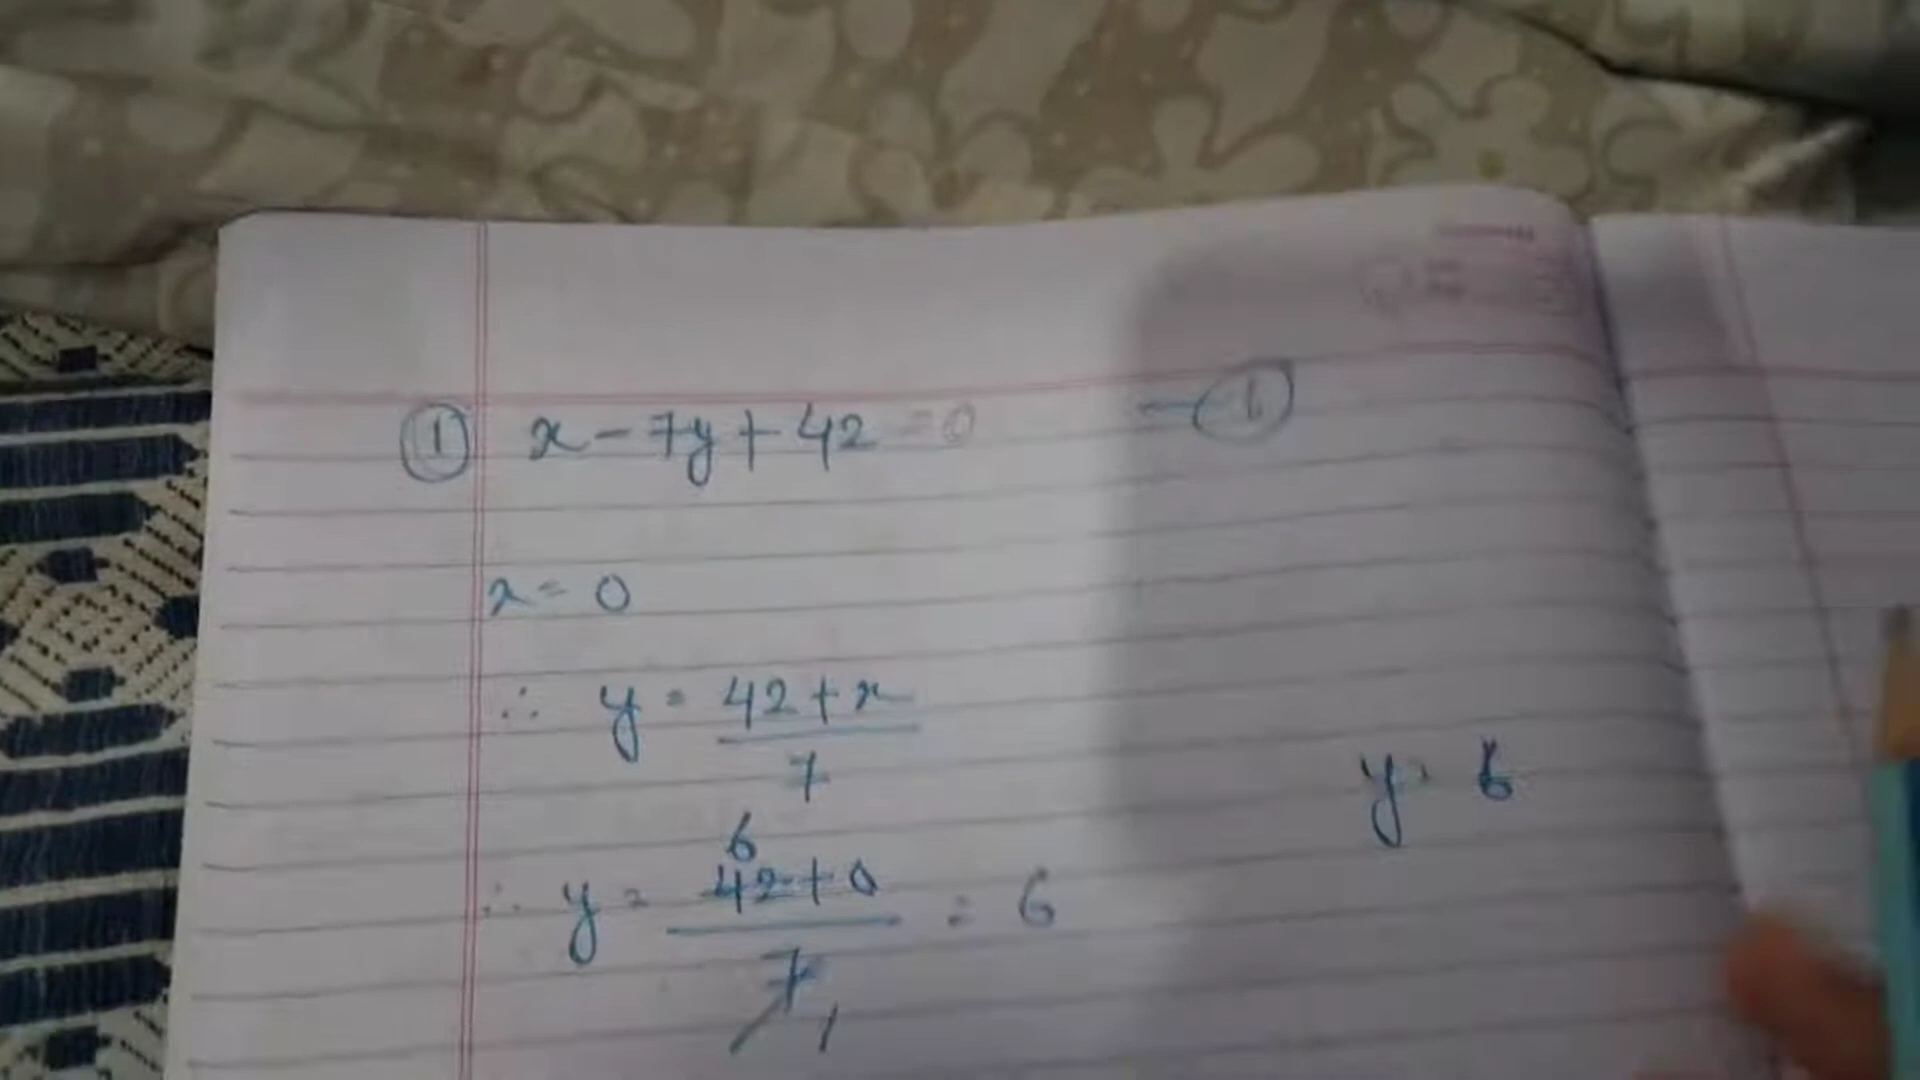 ① x - 7y + 42 = 0 — ①
x = 0
∴ y = 42 + x / 7
y = 6
6
∴ y = 42 + 0 / 7 = 6
1